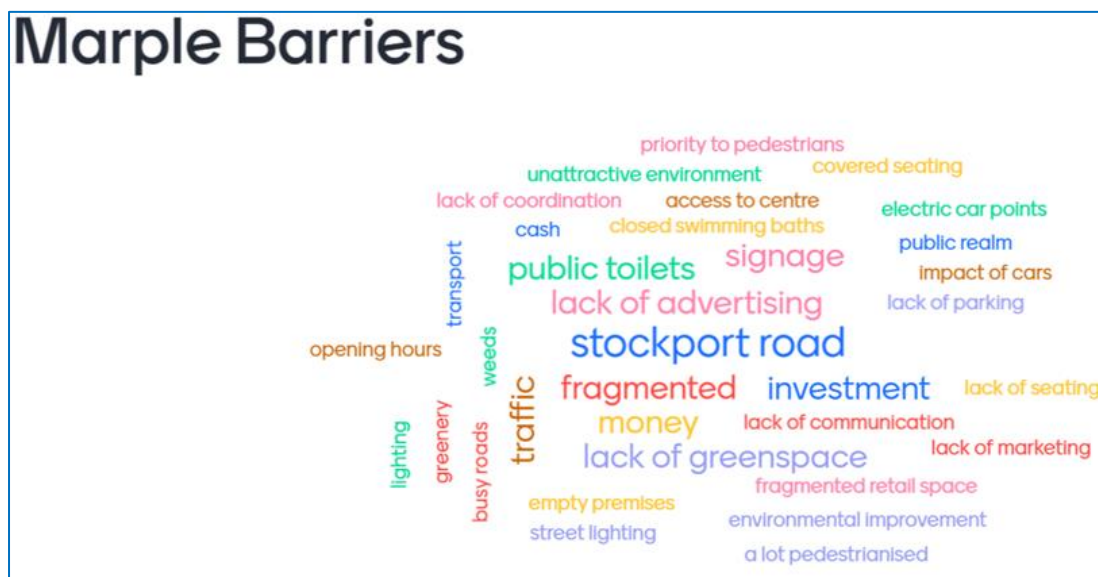 Marple Barriers
priority to pedestrians
unattractive environment
covered seating
lack of coordination
access to centre
electric car points
cash
closed swimming baths
public realm
transport
public toilets
signage
impact of cars
lack of advertising
lack of parking
opening hours
weeds
stockport road
traffic
fragmented
investment
lack of seating
lighting
greenery
busy roads
money
lack of communication
lack of marketing
lack of greenspace
fragmented retail space
empty premises
street lighting
environmental improvement
a lot pedestrianised